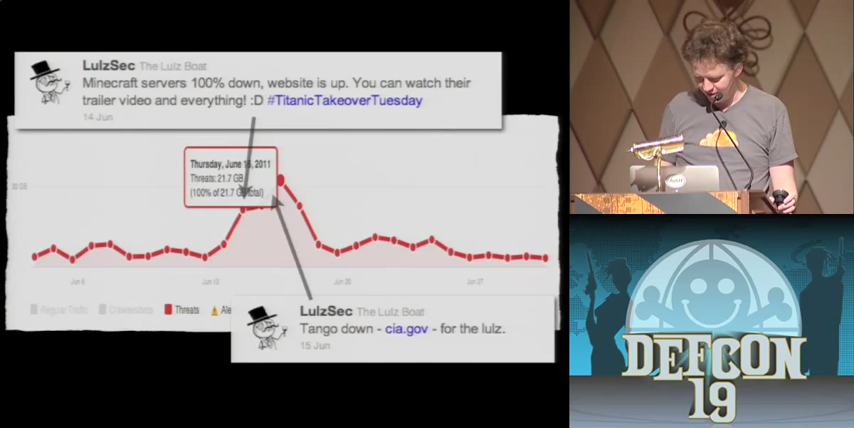 LulzSec The Lulz Boat
Minecraft servers 100% down, website is up. You can watch their
trailer video and everything! :D #TitanicTakeoverTuesday
14 Jun
Thursday, June 16, 2011
Threats: 21.7 GB
(100% of 21.7 GB total)
Jun 6
Jun 13
Jun 20
Jun 27
Regular Traffic Crawlers/Bots Threats
LulzSec The Lulz Boat
Tango down - cia.gov - for the lulz.
15 Jun
DEFCON
19